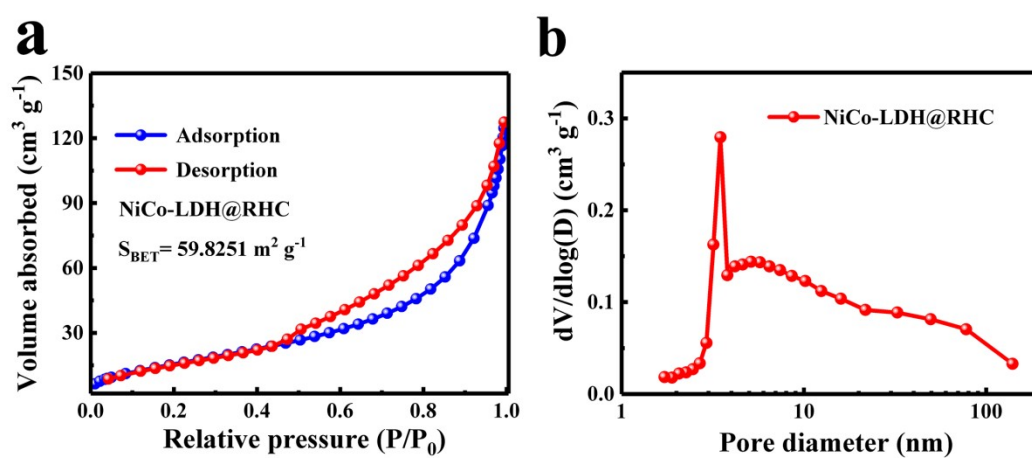 a
Volume absorbed (cm³ g⁻¹)
150
120
90
60
30
Adsorption
Desorption
NiCo-LDH@RHC
S_BET= 59.8251 m² g⁻¹
0.0 0.2 0.4 0.6 0.8 1.0
Relative pressure (P/P₀)
b
dV/dlog(D) (cm³ g⁻¹)
0.3
0.2
0.1
0.0
NiCo-LDH@RHC
1 10 100
Pore diameter (nm)